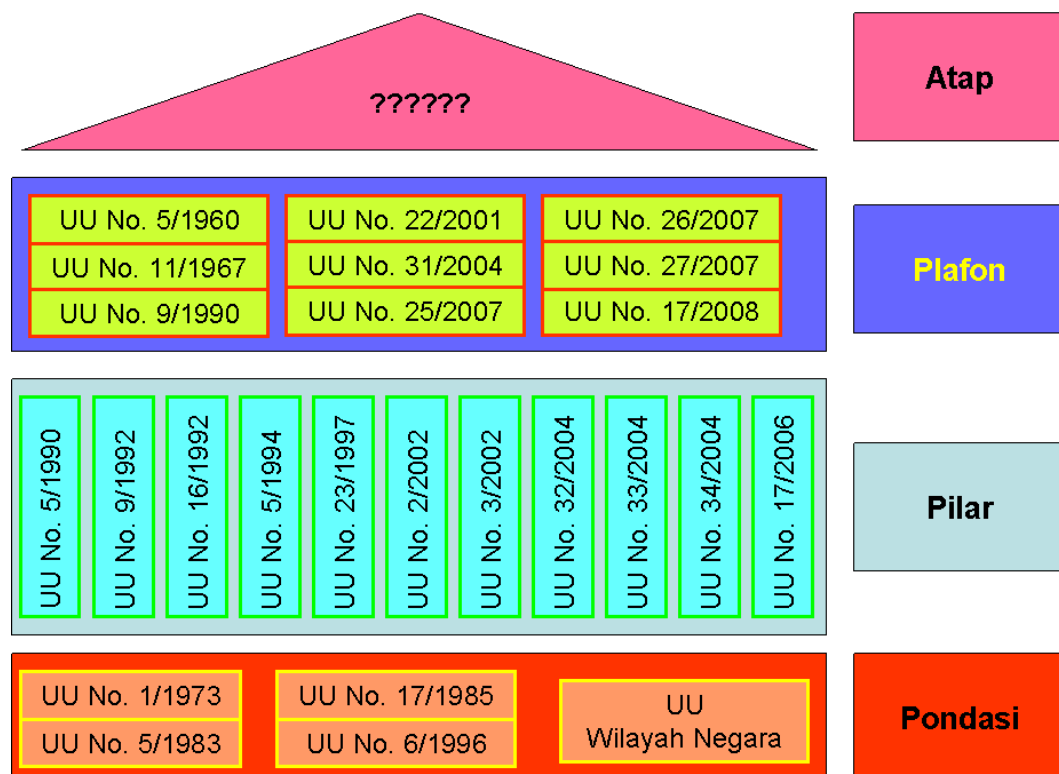 ??????
Atap
UU No. 5/1960
UU No. 11/1967
UU No. 9/1990
UU No. 22/2001
UU No. 31/2004
UU No. 25/2007
UU No. 26/2007
UU No. 27/2007
UU No. 17/2008
Plafon
UU No. 5/1990
UU No. 9/1992
UU No. 16/1992
UU No. 5/1994
UU No. 23/1997
UU No. 2/2002
UU No. 3/2002
UU No. 32/2004
UU No. 33/2004
UU No. 34/2004
UU No. 17/2006
Pilar
UU No. 1/1973
UU No. 5/1983
UU No. 17/1985
UU No. 6/1996
UU
Wilayah Negara
Pondasi